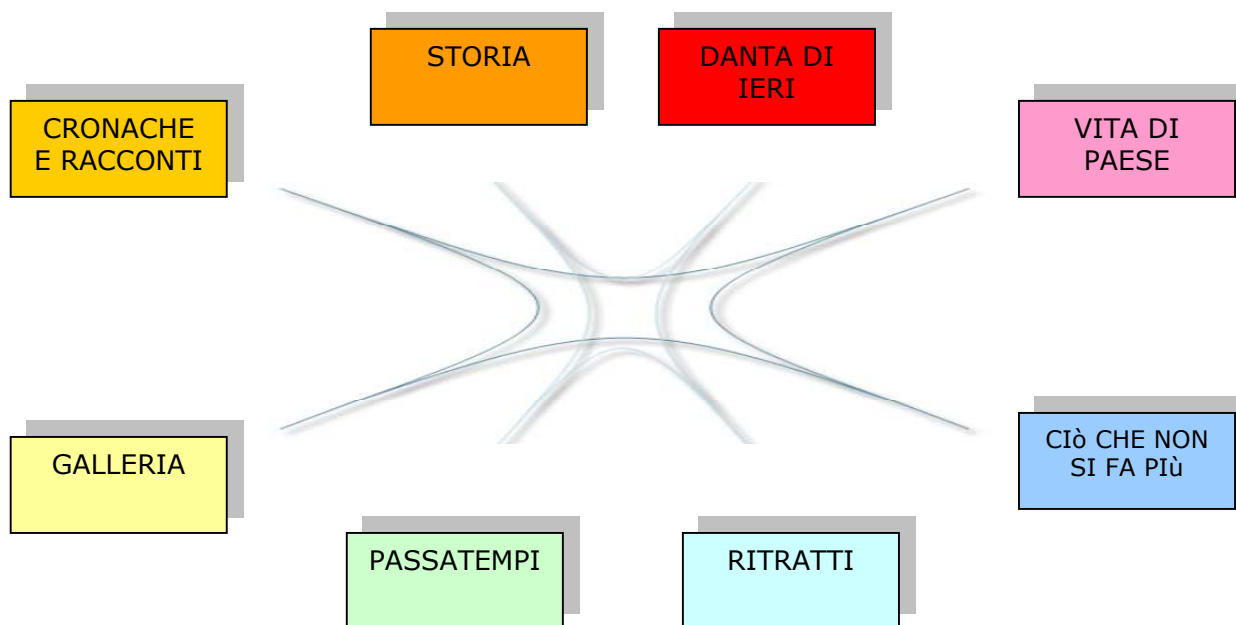 STORIA
DANTA DI
IERI
CRONACHE
E RACCONTI
VITA DI
PAESE
GALLERIA
CIò CHE NON
SI FA PIù
PASSATEMPI
RITRATTI